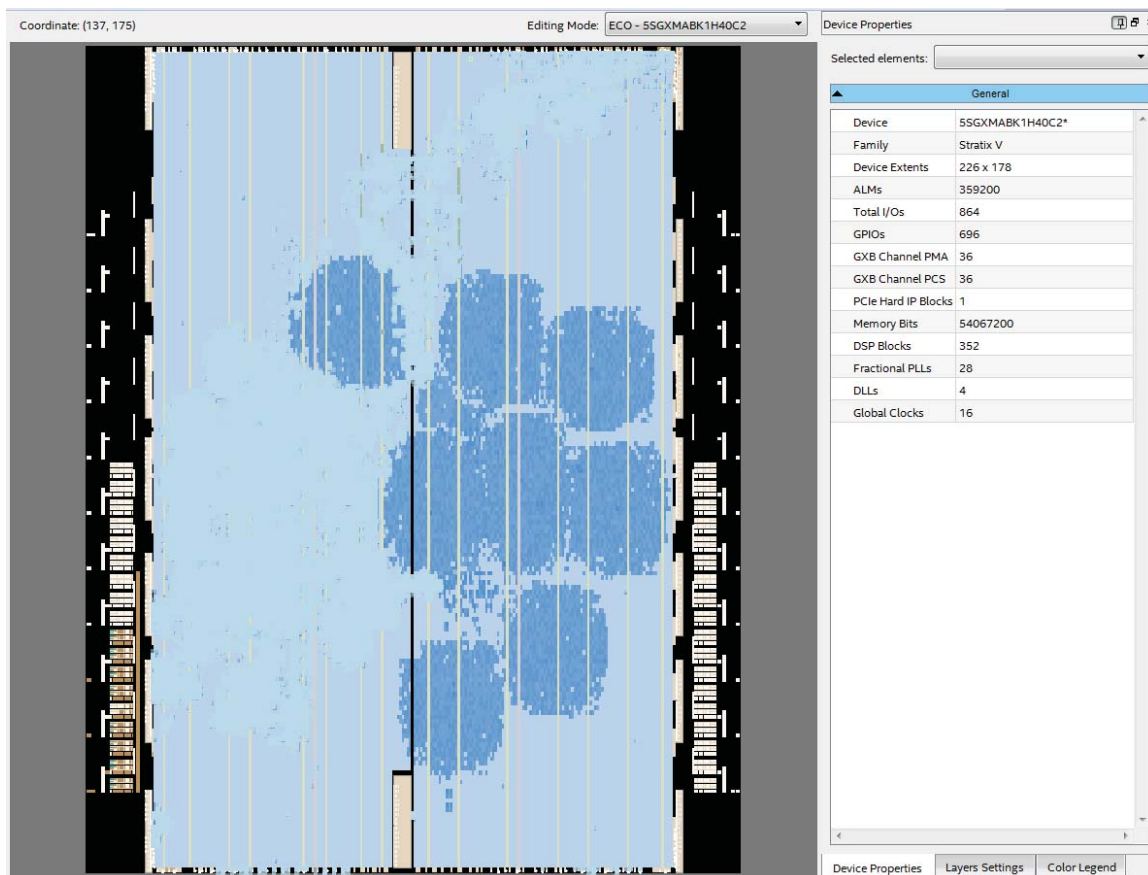 Coordinate: (137, 175)
Editing Mode: ECO - 5SGXMABK1H40C2
Device Properties
Selected elements:
General
Device 5SGXMABK1H40C2*
Family Stratix V
Device Extents 226 x 178
ALMs 359200
Total I/Os 864
GPIOs 696
GXB Channel PMA 36
GXB Channel PCS 36
PCIe Hard IP Blocks 1
Memory Bits 54067200
DSP Blocks 352
Fractional PLLs 28
DLLs 4
Global Clocks 16
Device Properties Layers Settings Color Legend